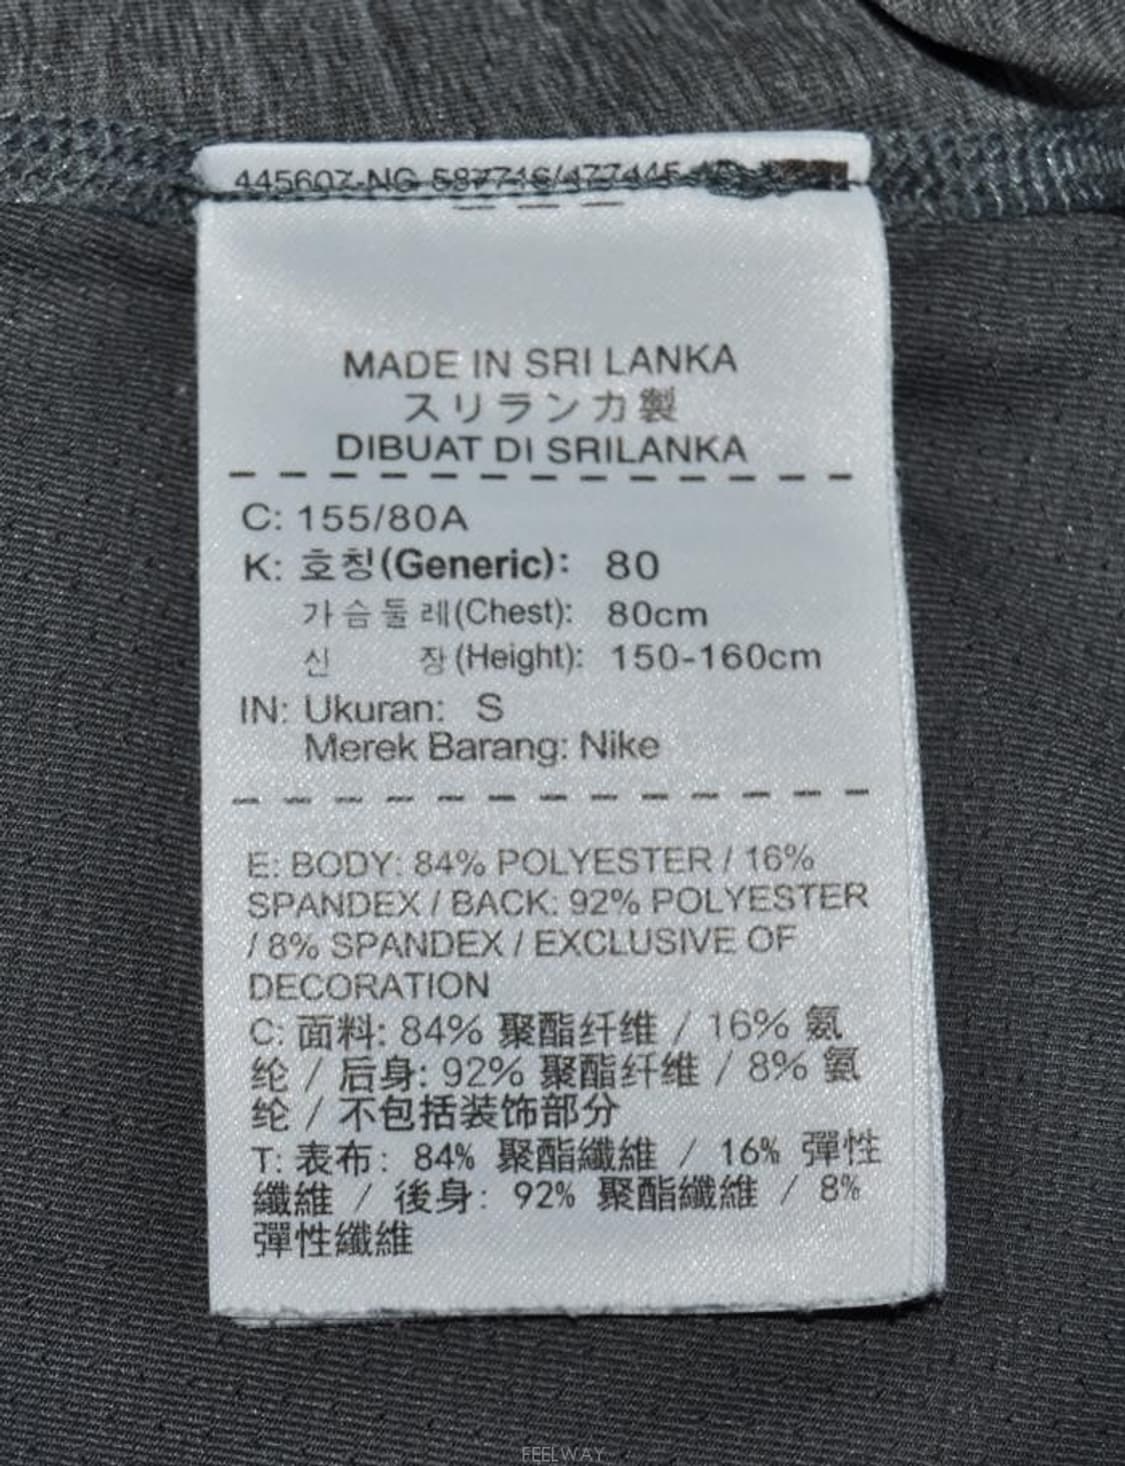 MADE IN SRI LANKA
スリランカ製
DIBUAT DI SRILANKA
C: 155/80A
K: 호칭(Generic): 80
가슴둘레(Chest): 80cm
신 장(Height): 150-160cm
IN: Ukuran: S
Merek Barang: Nike
E: BODY: 84% POLYESTER / 16%
SPANDEX / BACK: 92% POLYESTER
/ 8% SPANDEX / EXCLUSIVE OF
DECORATION
C: 面料: 84% 聚酯纤维 / 16% 氨
纶 / 后身: 92% 聚酯纤维 / 8% 氨
纶 / 不包括装饰部分
T: 表布: 84% 聚酯纖維 / 16% 彈性
纖維 / 後身: 92% 聚酯纖維 / 8%
彈性纖維
FEELWAY